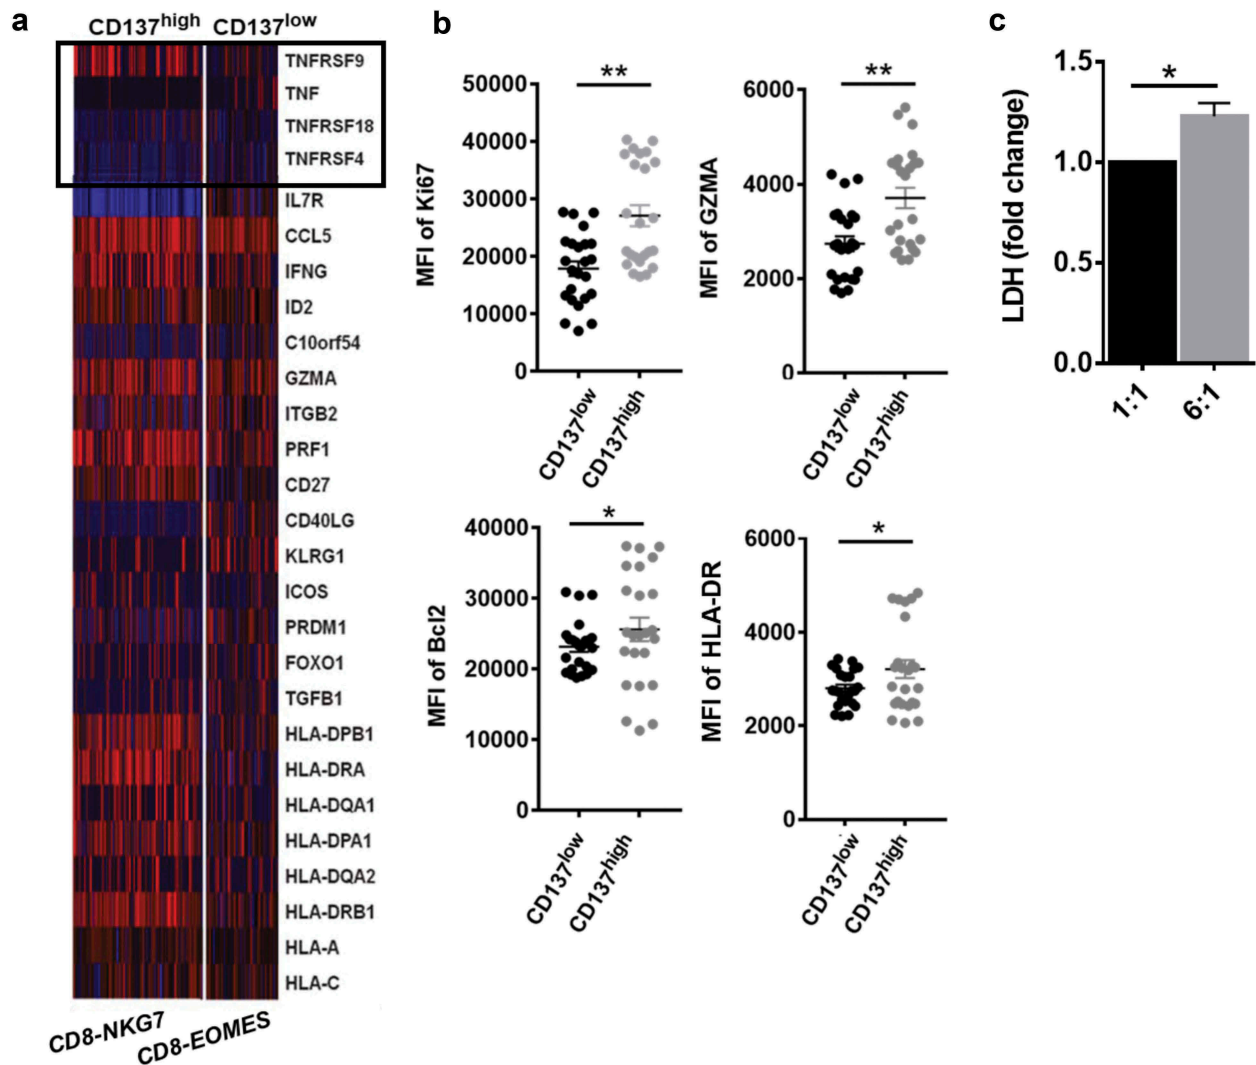 a
CD137high CD137low
TNFRSF9
TNF
TNFRSF18
TNFRSF4
IL7R
CCL5
IFNG
ID2
C10orf54
GZMA
ITGB2
PRF1
CD27
CD40LG
KLRG1
ICOS
PRDM1
FOXO1
TGFB1
HLA-DPB1
HLA-DRA
HLA-DQA1
HLA-DPA1
HLA-DQA2
HLA-DRB1
HLA-A
HLA-C
CD8-NKG7
CD8-EOMES
b
MFI of Ki67
50000
40000
30000
20000
10000
0
**
CD137low
CD137high
MFI of GZMA
6000
4000
2000
0
**
CD137low
CD137high
MFI of Bcl2
40000
30000
20000
10000
0
*
CD137low
CD137high
MFI of HLA-DR
6000
4000
2000
0
*
CD137low
CD137high
c
LDH (fold change)
1.5
1.0
0.5
0.0
*
1:1
6:1